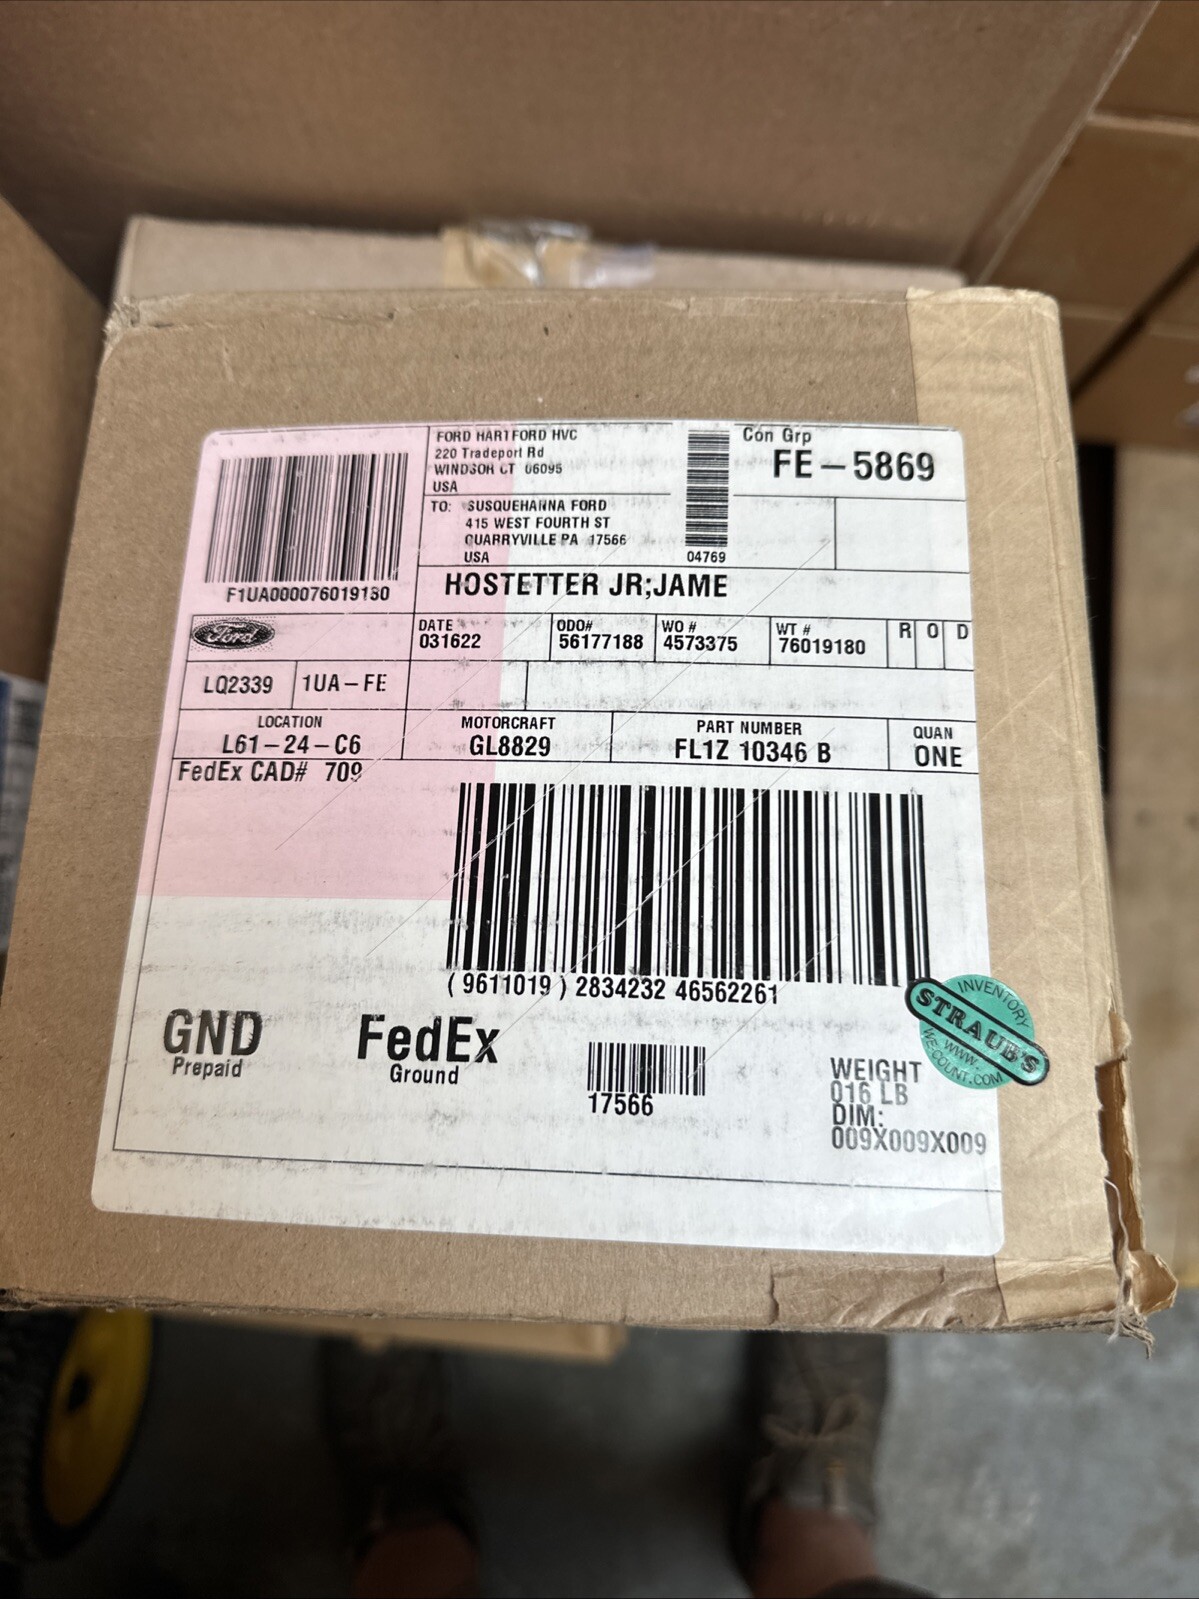 FORD HARTFORD HVC
220 Tradeport Rd
WINDSOR CT 06095
USA
Con Grp
FE-5869
TO: SUSQUEHANNA FORD
415 WEST FOURTH ST
QUARRYVILLE PA 17566
USA
04769
F1UA000076019180
HOSTETTER JR;JAME
Ford
DATE
031622
ODO#
56177188
WO #
4573375
WT #
76019180
R O D
LQ2339
1UA-FE
LOCATION
L61-24-C6
MOTORCRAFT
GL8829
PART NUMBER
FL1Z 10346 B
QUAN
ONE
FedEx CAD# 709
( 9611019 ) 2834232 46562261
GND
Prepaid
FedEx
Ground
17566
WEIGHT
016 LB
DIM:
009X009X009
INVENTORY
STRAUB'S
WWW.
WE-COUNT.COM